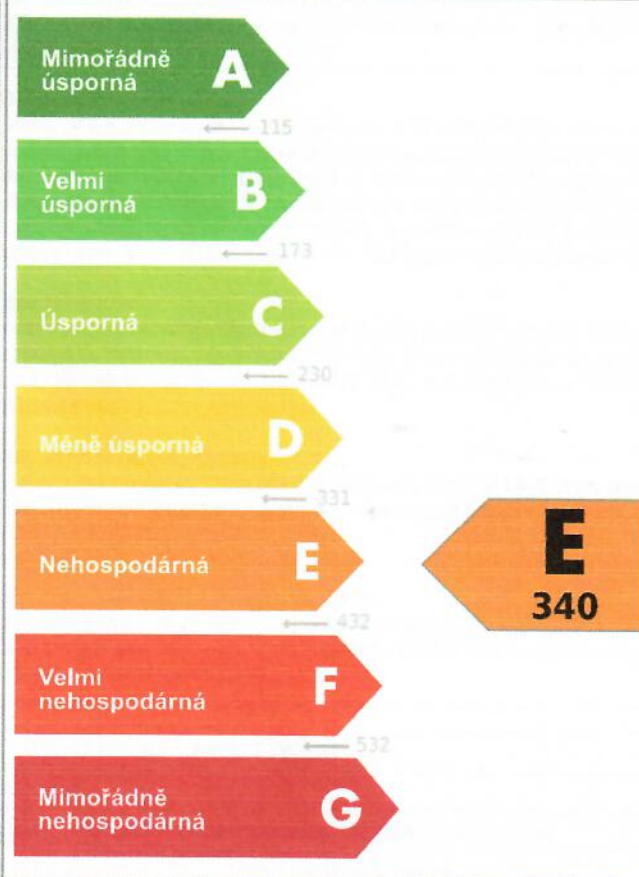 Mimořádně
úsporná
A
115
Velmi
úsporná
B
173
Úsporná
C
230
Méně úsporná
D
331
Nehospodárná
E
E
340
432
Velmi
nehospodárná
F
532
Mimořádně
nehospodárná
G